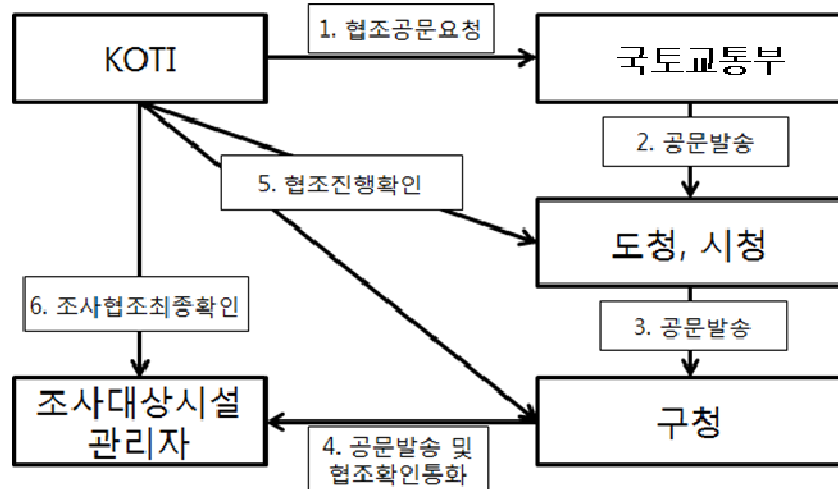 1. 협조공문요청
KOTI
국토교통부
2. 공문발송
5. 협조진행확인
도청, 시청
6. 조사협조최종확인
3. 공문발송
조사대상시설
관리자
구청
4. 공문발송 및
협조확인통화